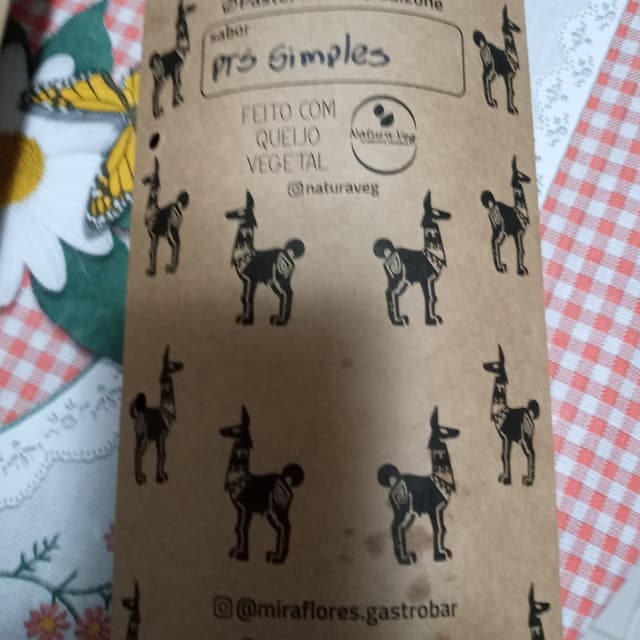 sabor
PTS Simples
FEITO COM
QUEIJO
VEGETAL
Natura Veg
@naturaveg
@miraflores.gastrobar